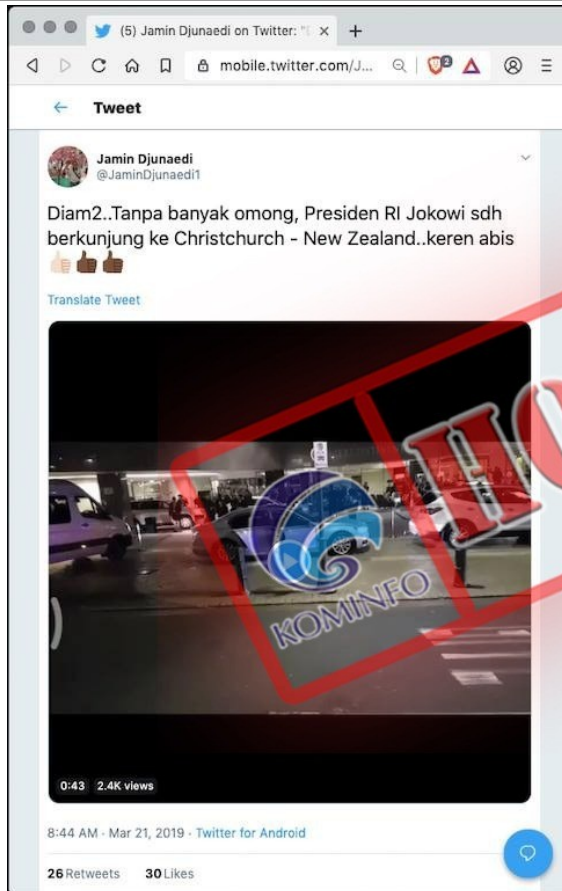 (5) Jamin Djunaedi on Twitter: "
mobile.twitter.com/J...
2
Tweet
Jamin Djunaedi
@JaminDjunaedi1
Diam2..Tanpa banyak omong, Presiden RI Jokowi sdh
berkunjung ke Christchurch - New Zealand..keren abis
Translate Tweet
HO
KOMINFO
0:43 2.4K views
8:44 AM · Mar 21, 2019 · Twitter for Android
26 Retweets 30 Likes